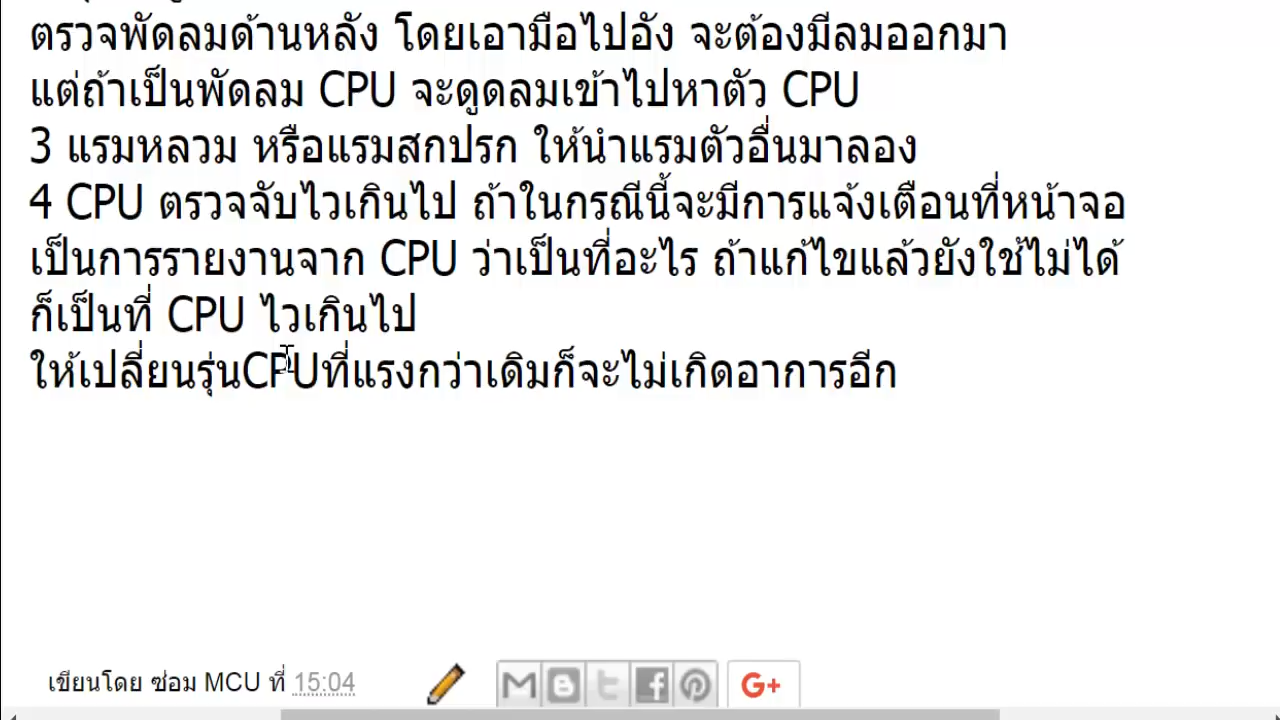 ตรวจพัดลมด้านหลัง โดยเอามือไปอัง จะต้องมีลมออกมา
แต่ถ้าเป็นพัดลม CPU จะดูดลมเข้าไปหาตัว CPU
3 แรมหลวม หรือแรมสกปรก ให้นำแรมตัวอื่นมาลอง
4 CPU ตรวจจับไวเกินไป ถ้าในกรณีนี้จะมีการแจ้งเตือนที่หน้าจอ
เป็นการรายงานจาก CPU ว่าเป็นที่อะไร ถ้าแก้ไขแล้วยังใช้ไม่ได้
ก็เป็นที่ CPU ไวเกินไป
ให้เปลี่ยนรุ่นCPUที่แรงกว่าเดิมก็จะไม่เกิดอาการอีก
เขียนโดย ซ่อม MCU ที่ 15:04
G+